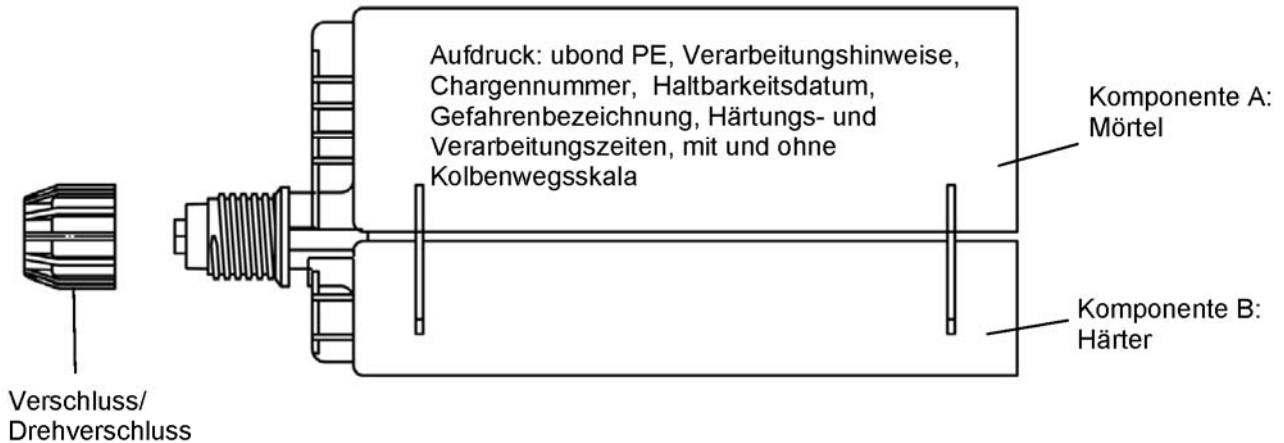 Aufdruck: ubond PE, Verarbeitungshinweise,
Chargennummer, Haltbarkeitsdatum,
Gefahrenbezeichnung, Härtungs- und
Verarbeitungszeiten, mit und ohne
Kolbenwegsskala
Komponente A:
Mörtel
Komponente B:
Härter
Verschluss/
Drehverschluss